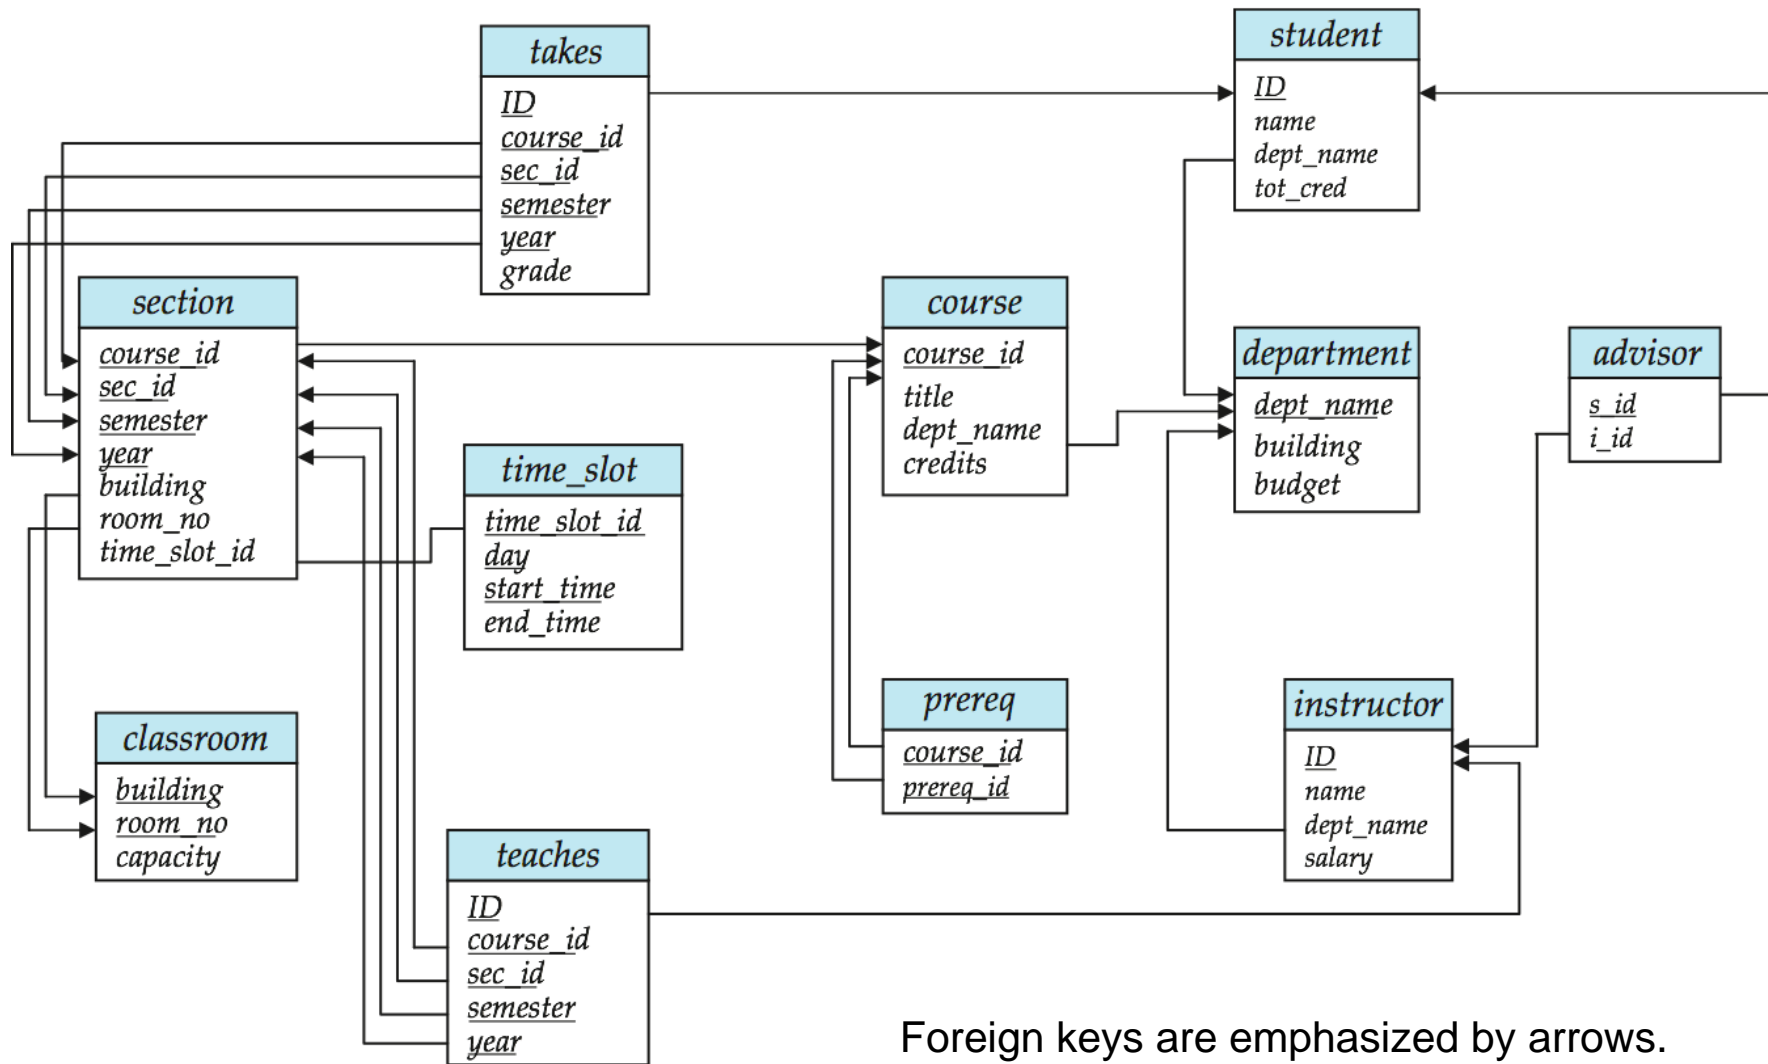 takes
ID
course_id
sec_id
semester
year
grade
student
ID
name
dept_name
tot_cred
section
course_id
sec_id
semester
year
building
room_no
time_slot_id
time_slot
time_slot_id
day
start_time
end_time
course
course_id
title
dept_name
credits
department
dept_name
building
budget
advisor
s_id
i_id
classroom
building
room_no
capacity
prereq
course_id
prereq_id
instructor
ID
name
dept_name
salary
teaches
ID
course_id
sec_id
semester
year
Foreign keys are emphasized by arrows.